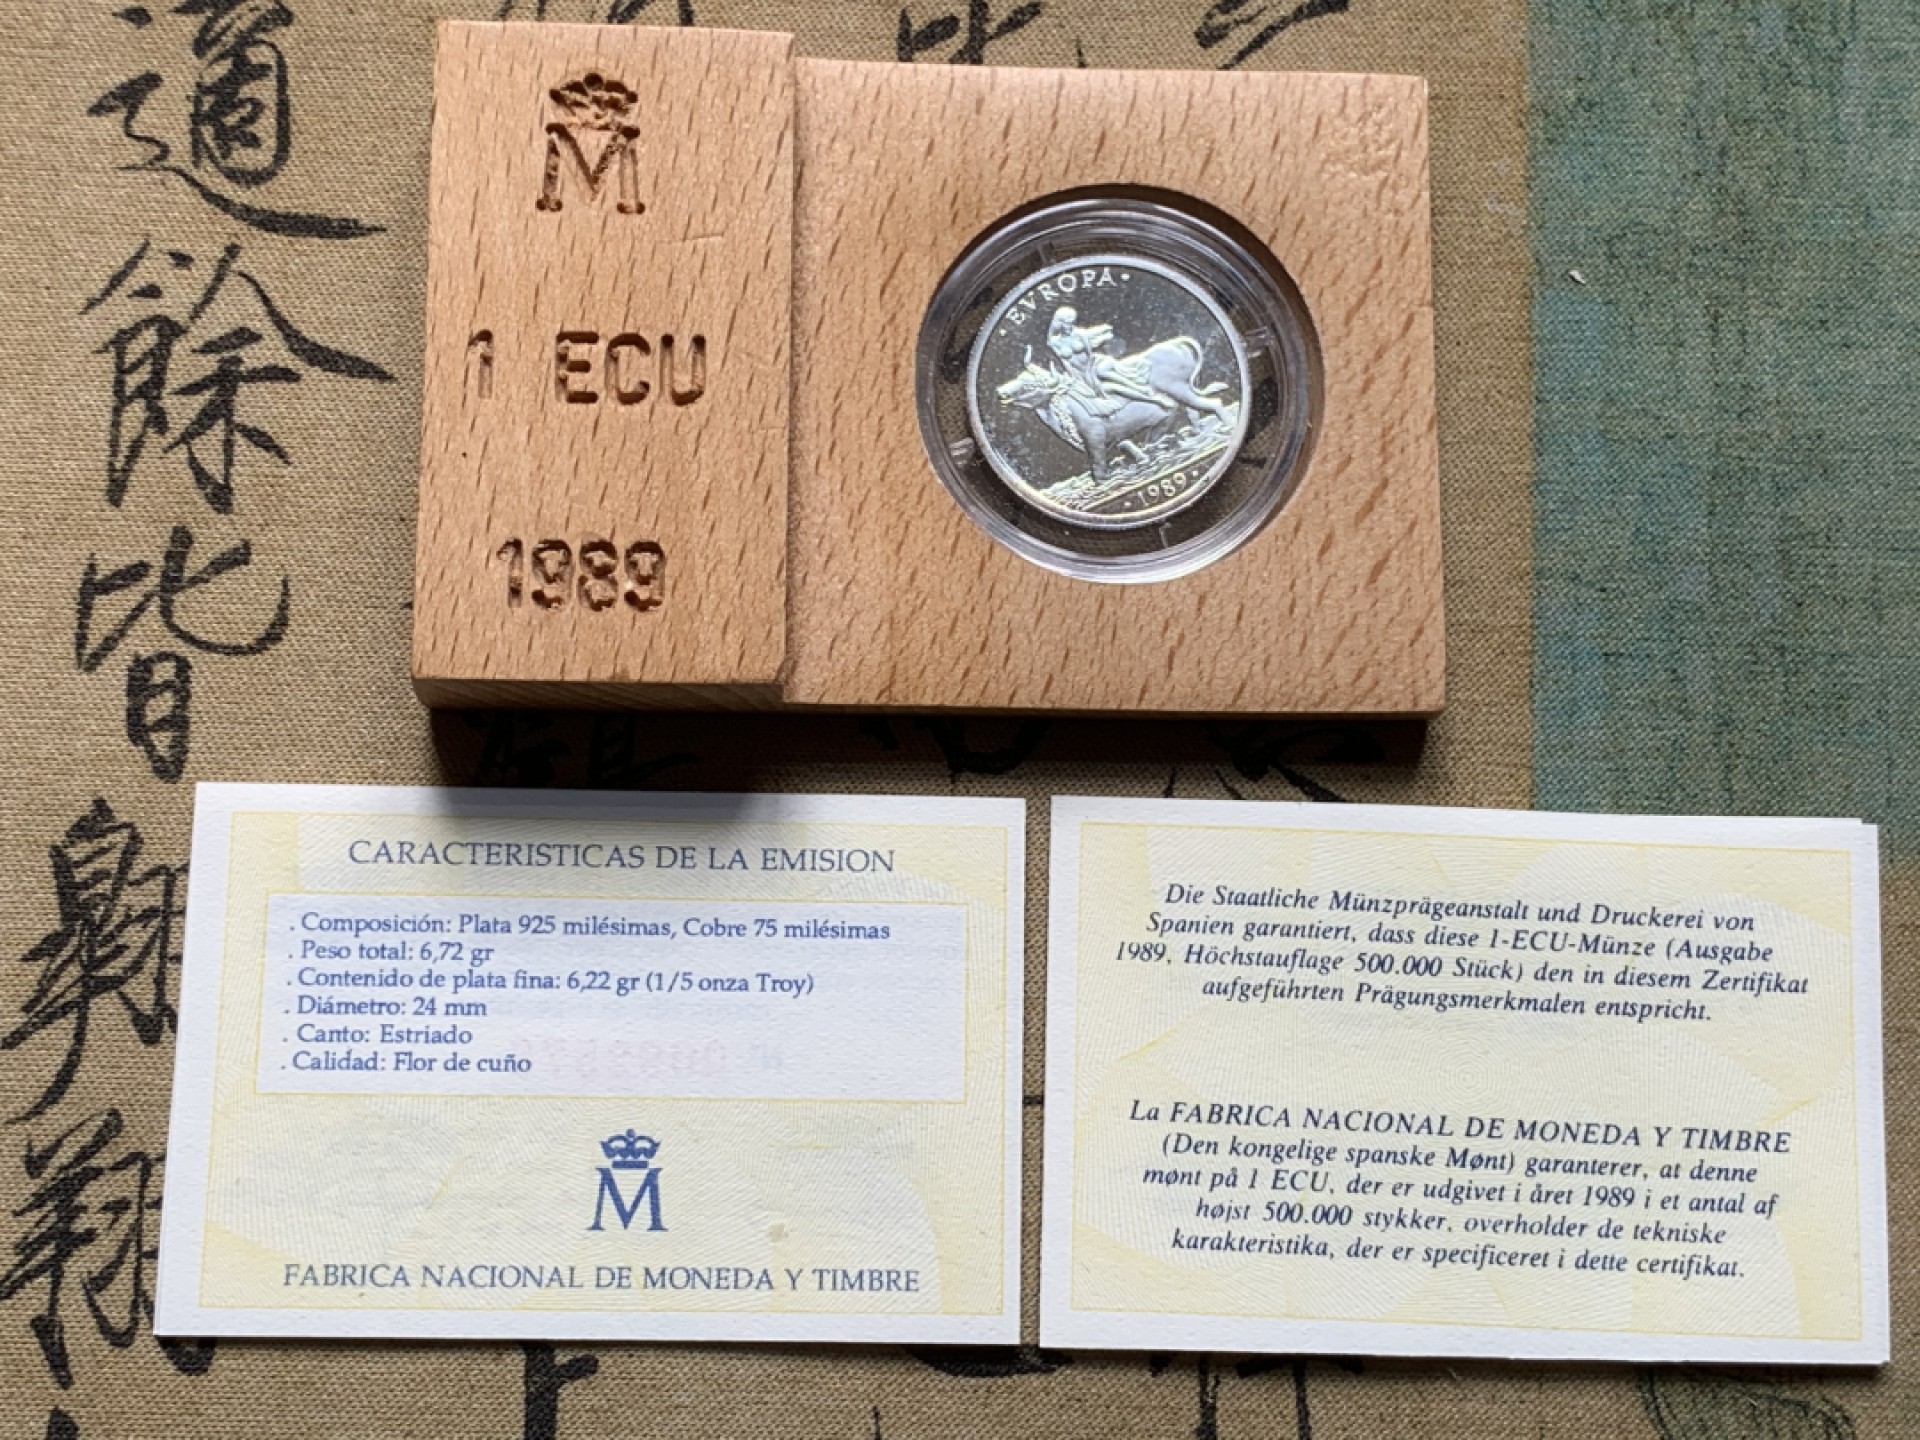 適
餘
皆
M
1 ECU
1989
·EVROPA·
·1989·
CARACTERISTICAS DE LA EMISION
. Composición: Plata 925 milésimas, Cobre 75 milésimas
. Peso total: 6,72 gr
. Contenido de plata fina: 6,22 gr (1/5 onza Troy)
. Diámetro: 24 mm
. Canto: Estriado
. Calidad: Flor de cuño
M
FABRICA NACIONAL DE MONEDA Y TIMBRE
Die Staatliche Münzprägeanstalt und Druckerei von
Spanien garantiert, dass diese 1-ECU-Münze (Ausgabe
1989, Höchstauflage 500.000 Stück) den in diesem Zertifikat
aufgeführten Prägungsmerkmalen entspricht.
La FABRICA NACIONAL DE MONEDA Y TIMBRE
(Den kongelige spanske Mønt) garanterer, at denne
mønt på 1 ECU, der er udgivet i året 1989 i et antal af
højst 500.000 stykker, overholder de tekniske
karakteristika, der er specificeret i dette certifikat.